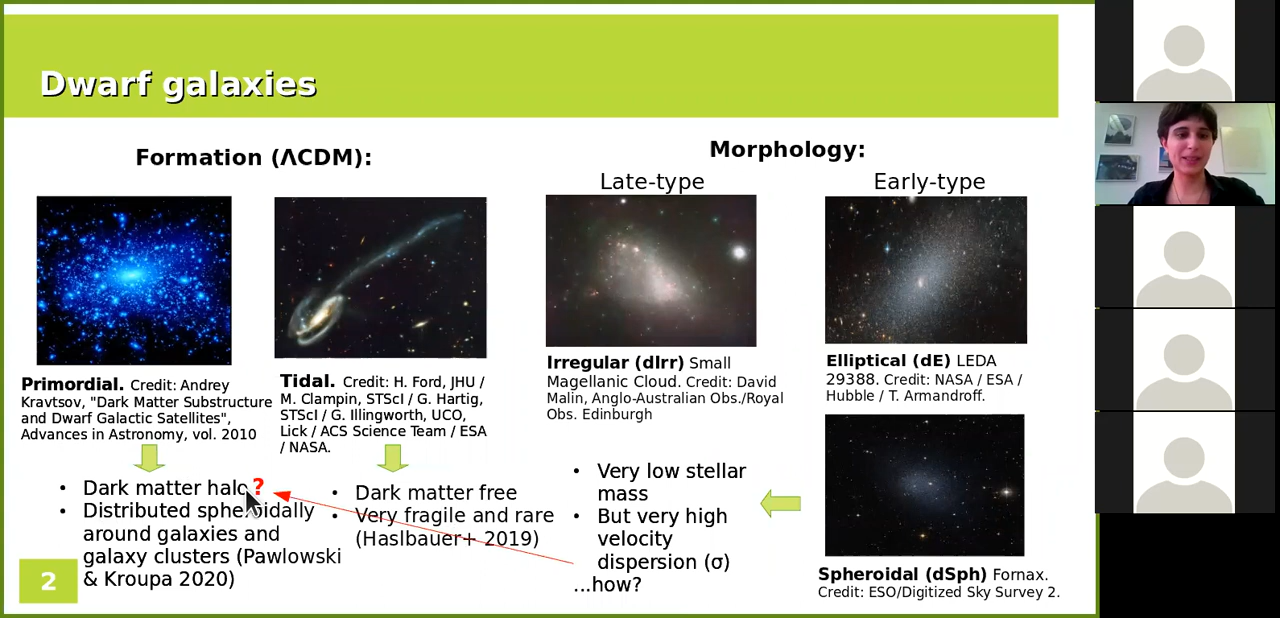 Dwarf galaxies
Formation (ΛCDM):
Primordial. Credit: Andrey
Kravtsov, "Dark Matter Substructure
and Dwarf Galactic Satellites",
Advances in Astronomy, vol. 2010
• Dark matter halo?
• Distributed spheroidally
around galaxies and
galaxy clusters (Pawlowski
& Kroupa 2020)
Tidal. Credit: H. Ford, JHU /
M. Clampin, STScI / G. Hartig,
STScI / G. Illingworth, UCO,
Lick / ACS Science Team / ESA
/ NASA.
• Dark matter free
• Very fragile and rare
(Haslbauer+ 2019)
Morphology:
Late-type
Irregular (dIrr) Small
Magellanic Cloud. Credit: David
Malin, Anglo-Australian Obs./Royal
Obs. Edinburgh
• Very low stellar
mass
• But very high
velocity
dispersion (σ)
...how?
Early-type
Elliptical (dE) LEDA
29388. Credit: NASA / ESA /
Hubble / T. Armandroff.
Spheroidal (dSph) Fornax.
Credit: ESO/Digitized Sky Survey 2.
2